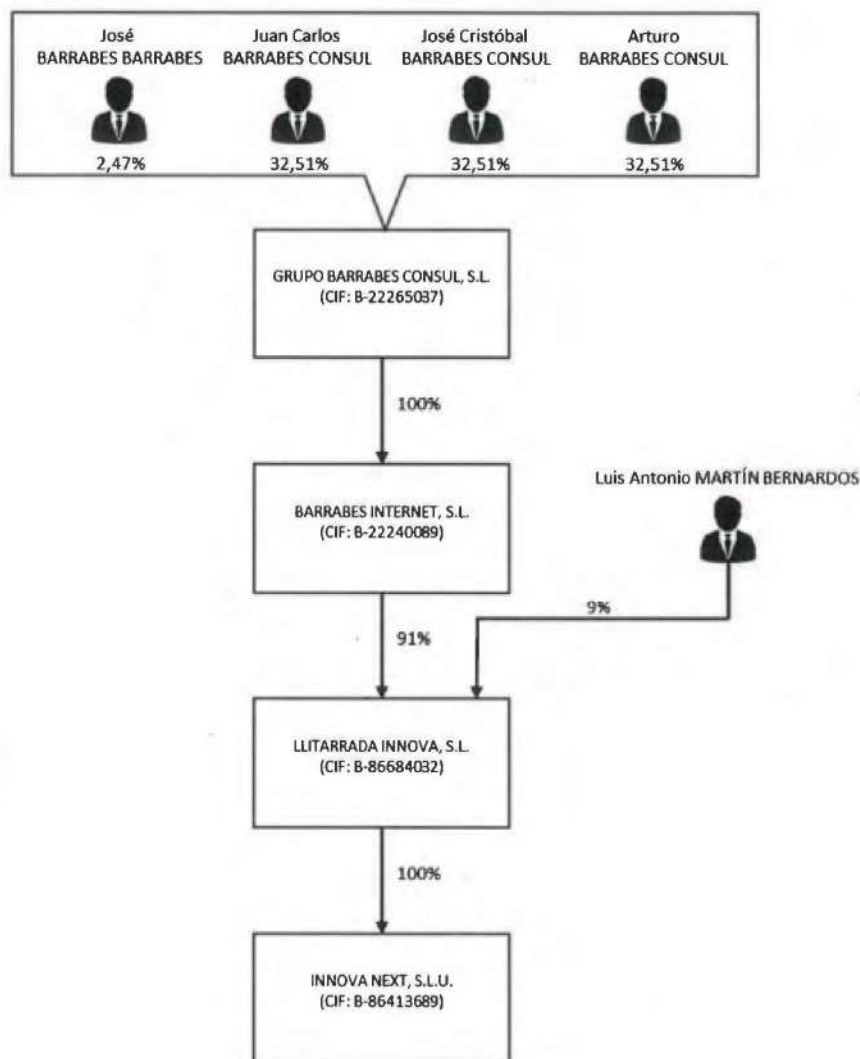 José
BARRABES BARRABES
Juan Carlos
BARRABES CONSUL
José Cristóbal
BARRABES CONSUL
Arturo
BARRABES CONSUL
2,47%
32,51%
32,51%
32,51%
GRUPO BARRABES CONSUL, S.L.
(CIF: B-22265037)
100%
Luis Antonio MARTÍN BERNARDOS
BARRABES INTERNET, S.L.
(CIF: B-22240089)
9%
91%
LLITARRADA INNOVA, S.L.
(CIF: B-86684032)
100%
INNOVA NEXT, S.L.U.
(CIF: B-86413689)